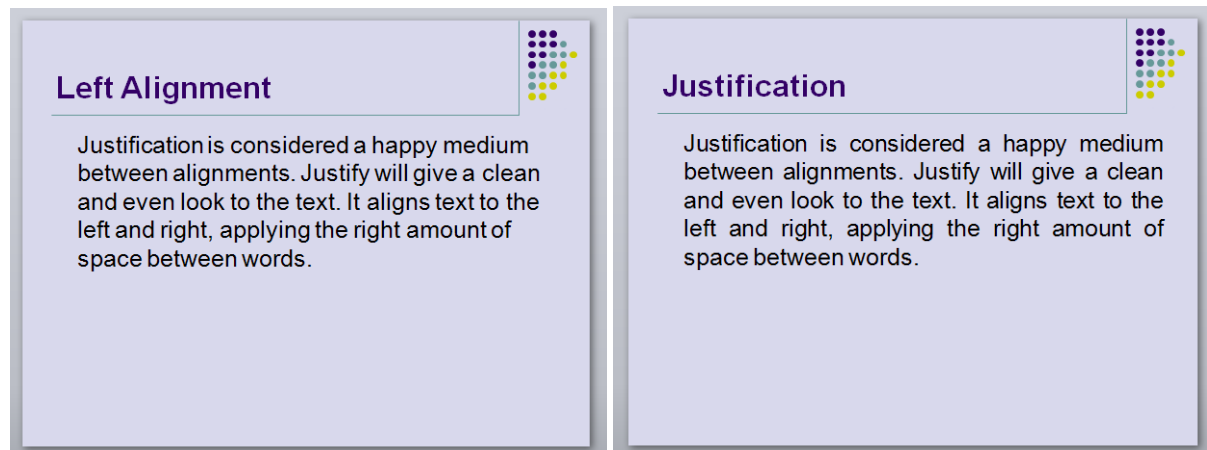 Left Alignment
Justification is considered a happy medium
between alignments. Justify will give a clean
and even look to the text. It aligns text to the
left and right, applying the right amount of
space between words.
Justification
Justification is considered a happy medium
between alignments. Justify will give a clean
and even look to the text. It aligns text to the
left and right, applying the right amount of
space between words.